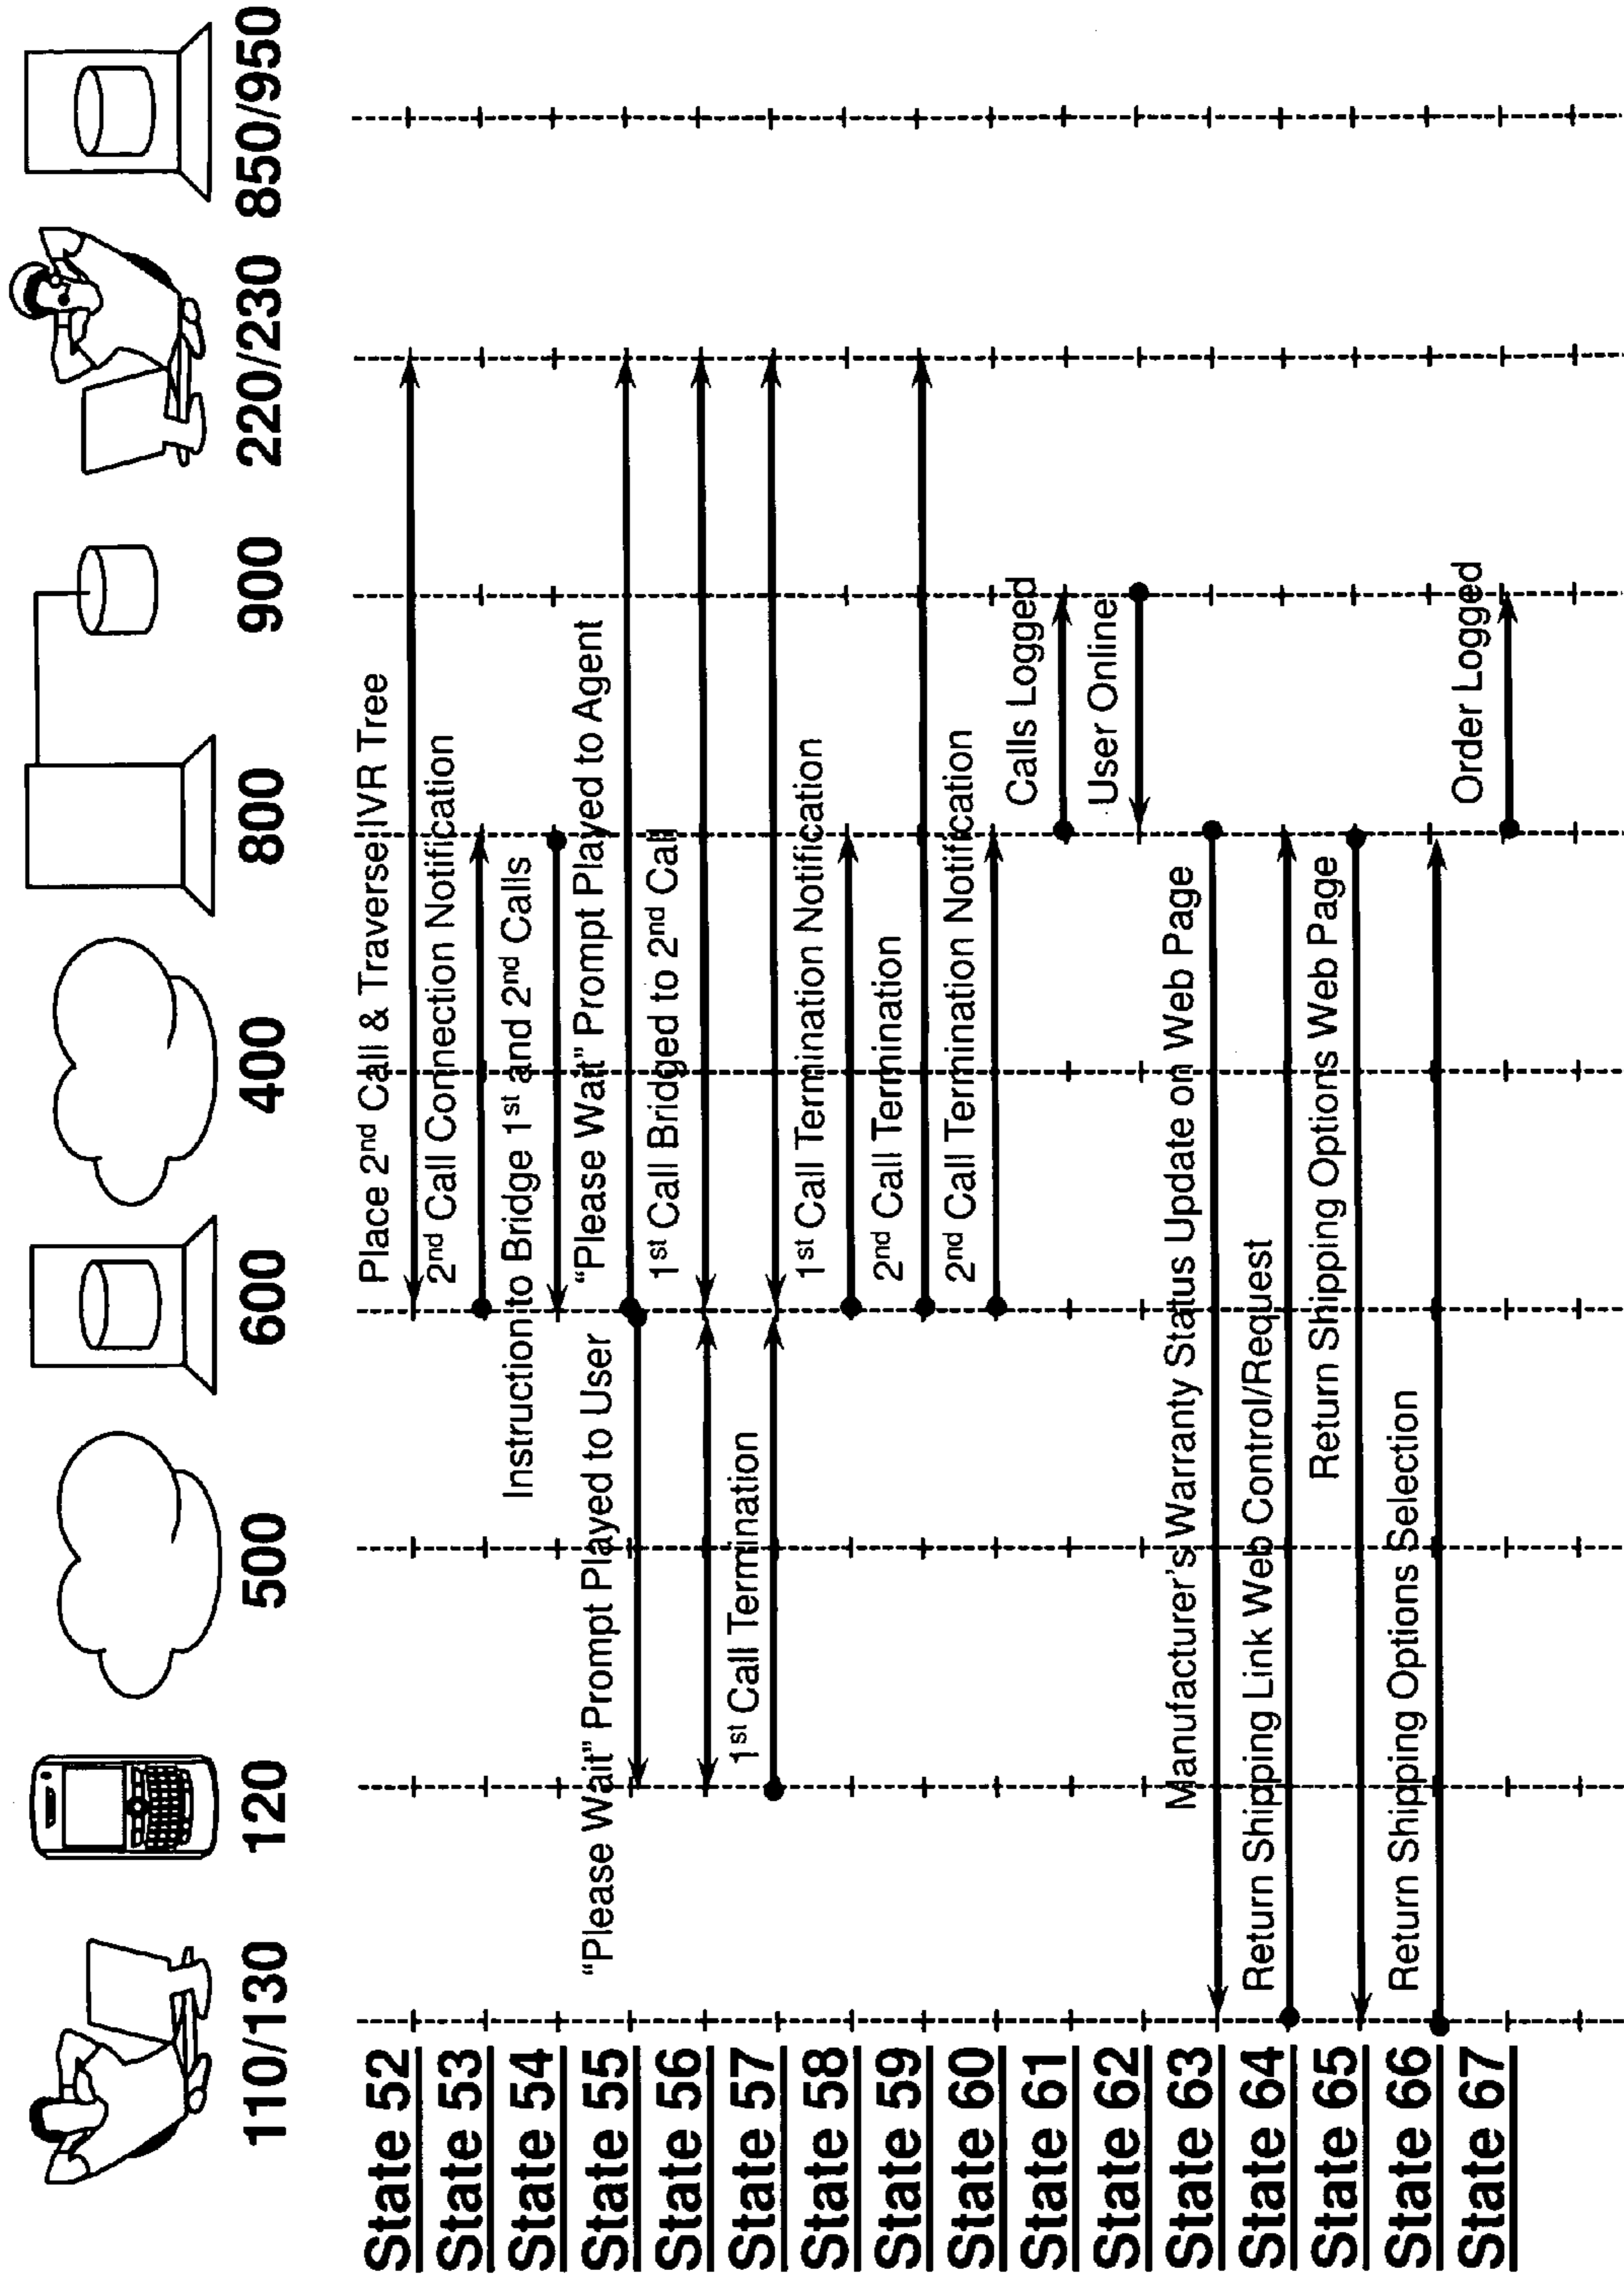 110/130
120
500
600
400
800
900
220/230
850/950
State 52
Place 2nd Call & Traverse IVR Tree
State 53
2nd Call Connection Notification
State 54
Instruction to Bridge 1st and 2nd Calls
State 55
"Please Wait" Prompt Played to User
"Please Wait" Prompt Played to Agent
State 56
1st Call Bridged to 2nd Call
State 57
1st Call Termination
State 58
1st Call Termination Notification
State 59
2nd Call Termination
State 60
2nd Call Termination Notification
State 61
Calls Logged
State 62
User Online
State 63
Manufacturer's Warranty Status Update on Web Page
State 64
Return Shipping Link Web Control/Request
State 65
Return Shipping Options Web Page
State 66
Return Shipping Options Selection
State 67
Order Logged